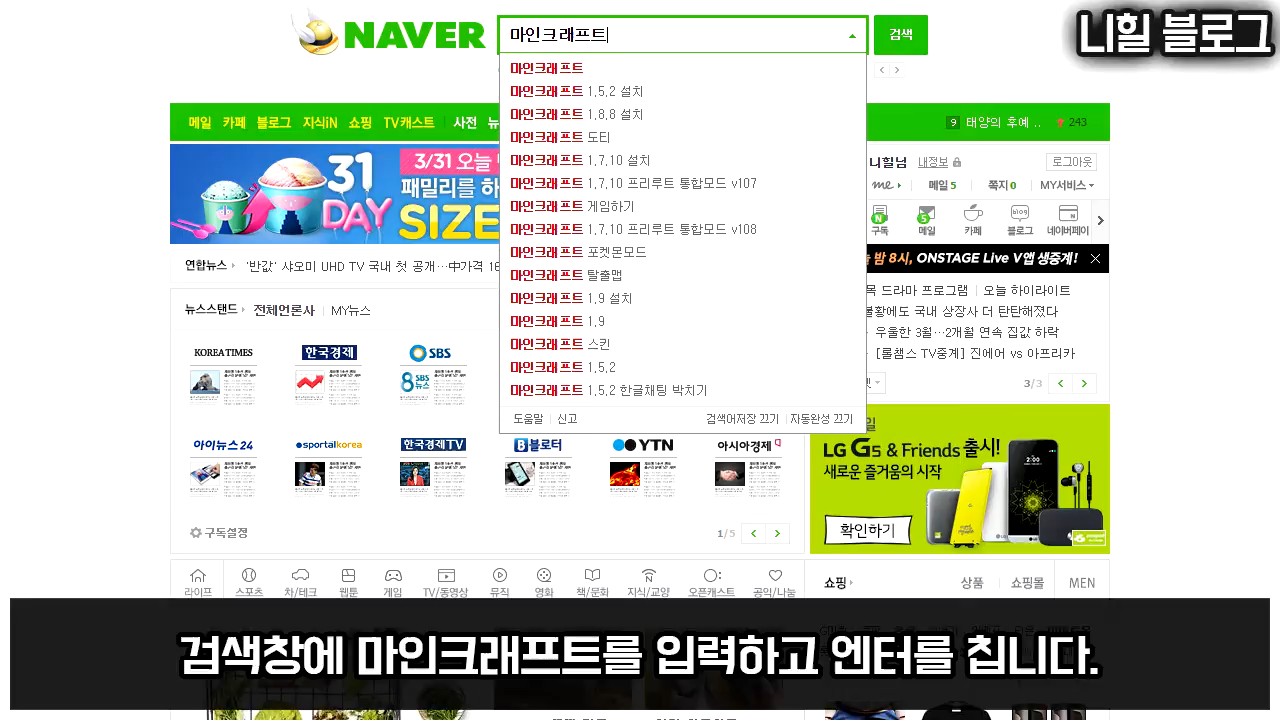 NAVER
마인크래프트
검색
니힐 블로그
마인크래프트
마인크래프트 1.5.2 설치
마인크래프트 1.8.8 설치
마인크래프트 도티
마인크래프트 1.7.10 설치
마인크래프트 1.7.10 프리루트 통합모드 v107
마인크래프트 게임하기
마인크래프트 1.7.10 프리루트 통합모드 v108
마인크래프트 포켓몬모드
마인크래프트 탈출맵
마인크래프트 1.9 설치
마인크래프트 1.9
마인크래프트 스킨
마인크래프트 1.5.2
마인크래프트 1.5.2 한글채팅 박치기
도움말 신고 검색어저장 끄기 자동완성 끄기
메일 카페 블로그 지식iN 쇼핑 TV캐스트 사전 뉴
9 태양의 후예 .. 243
31 DAY
3/31 오늘
패밀리를 하
SIZE
니힐님 내정보 로그아웃
me 메일 5 쪽지 0 MY서비스
구독 메일 카페 블로그 네이버페이
밤 8시, ONSTAGE Live V앱 생중계!
연합뉴스 '반값' 샤오미 UHD TV 국내 첫 공개…中가격 16
목 드라마 프로그램 오늘 하이라이트
불황에도 국내 상장사 더 탄탄해졌다
우울한 3월…2개월 연속 집값 하락
[롤챔스 TV중계] 진에어 vs 아프리카
3/3
뉴스스탠드 전체언론사 MY뉴스
KOREA TIMES 한국경제 SBS
SBS 뉴스
아이뉴스24 sportalkorea 한국경제TV 블로터 YTN 아시아경제
구독설정 1/5
LG G5 & Friends 출시!
새로운 즐거움의 시작
2:00
확인하기
라이프 스포츠 차/테크 웹툰 게임 TV/동영상 뮤직 영화 책/문화 지식/교양 오픈캐스트 공익/나눔
쇼핑 상품 쇼핑몰 MEN
검색창에 마인크래프트를 입력하고 엔터를 칩니다.